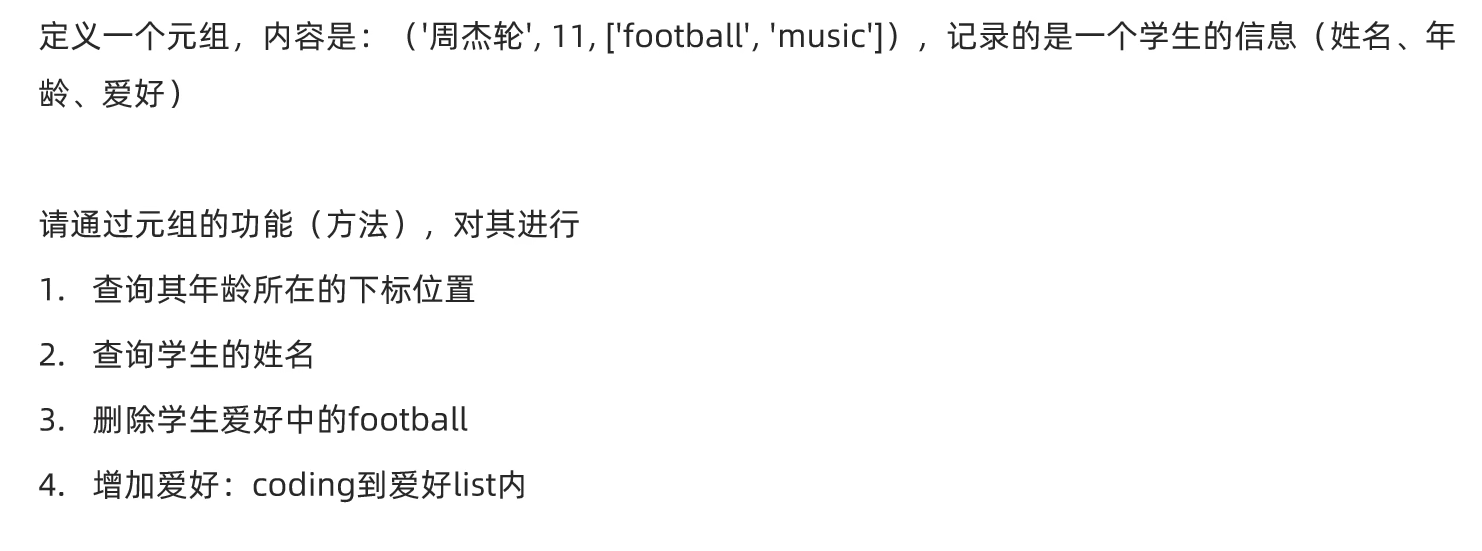 定义一个元组，内容是：（'周杰轮', 11, ['football', 'music']），记录的是一个学生的信息（姓名、年
龄、爱好）
请通过元组的功能（方法），对其进行
1. 查询其年龄所在的下标位置
2. 查询学生的姓名
3. 删除学生爱好中的football
4. 增加爱好：coding到爱好list内